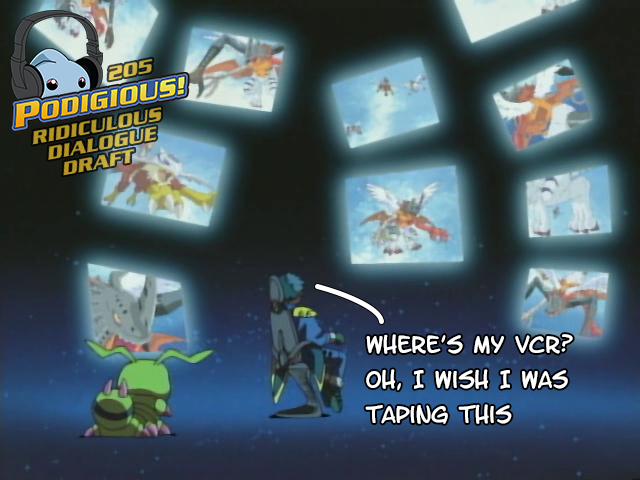 205
PODIGIOUS!
RIDICULOUS
DIALOGUE
DRAFT
WHERE'S MY VCR?
OH, I WISH I WAS
TAPING THIS